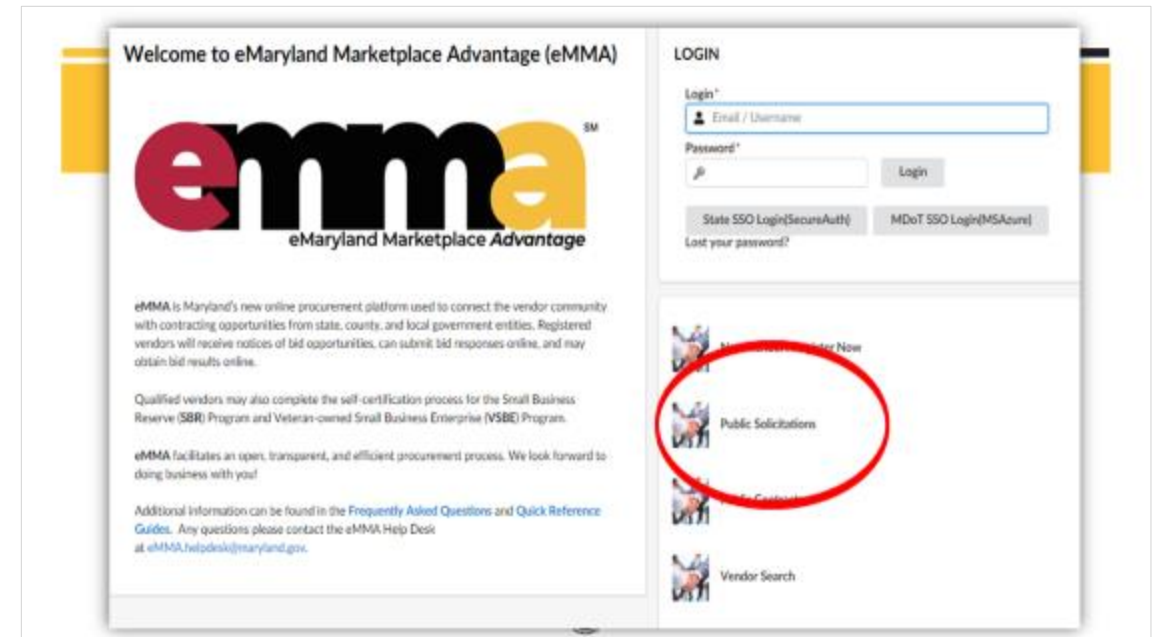 Welcome to eMaryland Marketplace Advantage (eMMA)
emma SM
eMaryland Marketplace Advantage
eMMA is Maryland's new online procurement platform used to connect the vendor community
with contracting opportunities from state, county, and local government entities. Registered
vendors will receive notices of bid opportunities, can submit bid responses online, and may
obtain bid results online.
Qualified vendors may also complete the self-certification process for the Small Business
Reserve (SBR) Program and Veteran-owned Small Business Enterprise (VSBE) Program.
eMMA facilitates an open, transparent, and efficient procurement process. We look forward to
doing business with you!
Additional information can be found in the Frequently Asked Questions and Quick Reference
Guides. Any questions please contact the eMMA Help Desk
at eMMA.helpdesk@maryland.gov.
LOGIN
Login*
Email / Username
Password*
Login
State SSO Login(SecureAuth)
MDoT SSO Login(MSAzure)
Lost your password?
Now
Public Solicitations
Vendor Search